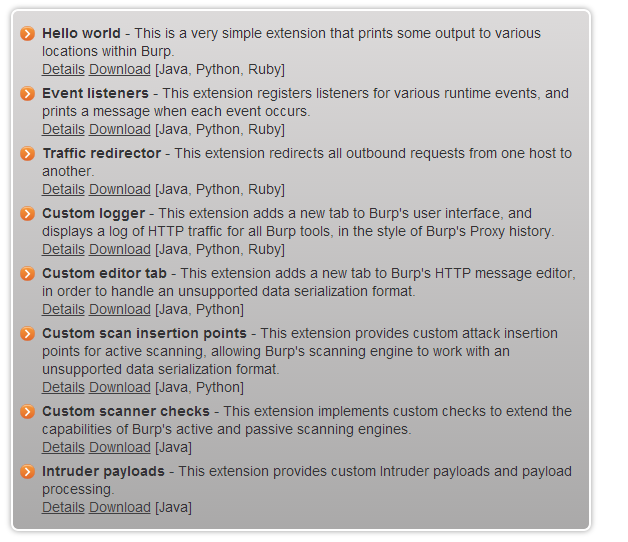 Hello world - This is a very simple extension that prints some output to various
locations within Burp.
Details Download [Java, Python, Ruby]
Event listeners - This extension registers listeners for various runtime events, and
prints a message when each event occurs.
Details Download [Java, Python, Ruby]
Traffic redirector - This extension redirects all outbound requests from one host to
another.
Details Download [Java, Python, Ruby]
Custom logger - This extension adds a new tab to Burp's user interface, and
displays a log of HTTP traffic for all Burp tools, in the style of Burp's Proxy history.
Details Download [Java, Python, Ruby]
Custom editor tab - This extension adds a new tab to Burp's HTTP message editor,
in order to handle an unsupported data serialization format.
Details Download [Java, Python]
Custom scan insertion points - This extension provides custom attack insertion
points for active scanning, allowing Burp's scanning engine to work with an
unsupported data serialization format.
Details Download [Java, Python]
Custom scanner checks - This extension implements custom checks to extend the
capabilities of Burp's active and passive scanning engines.
Details Download [Java]
Intruder payloads - This extension provides custom Intruder payloads and payload
processing.
Details Download [Java]